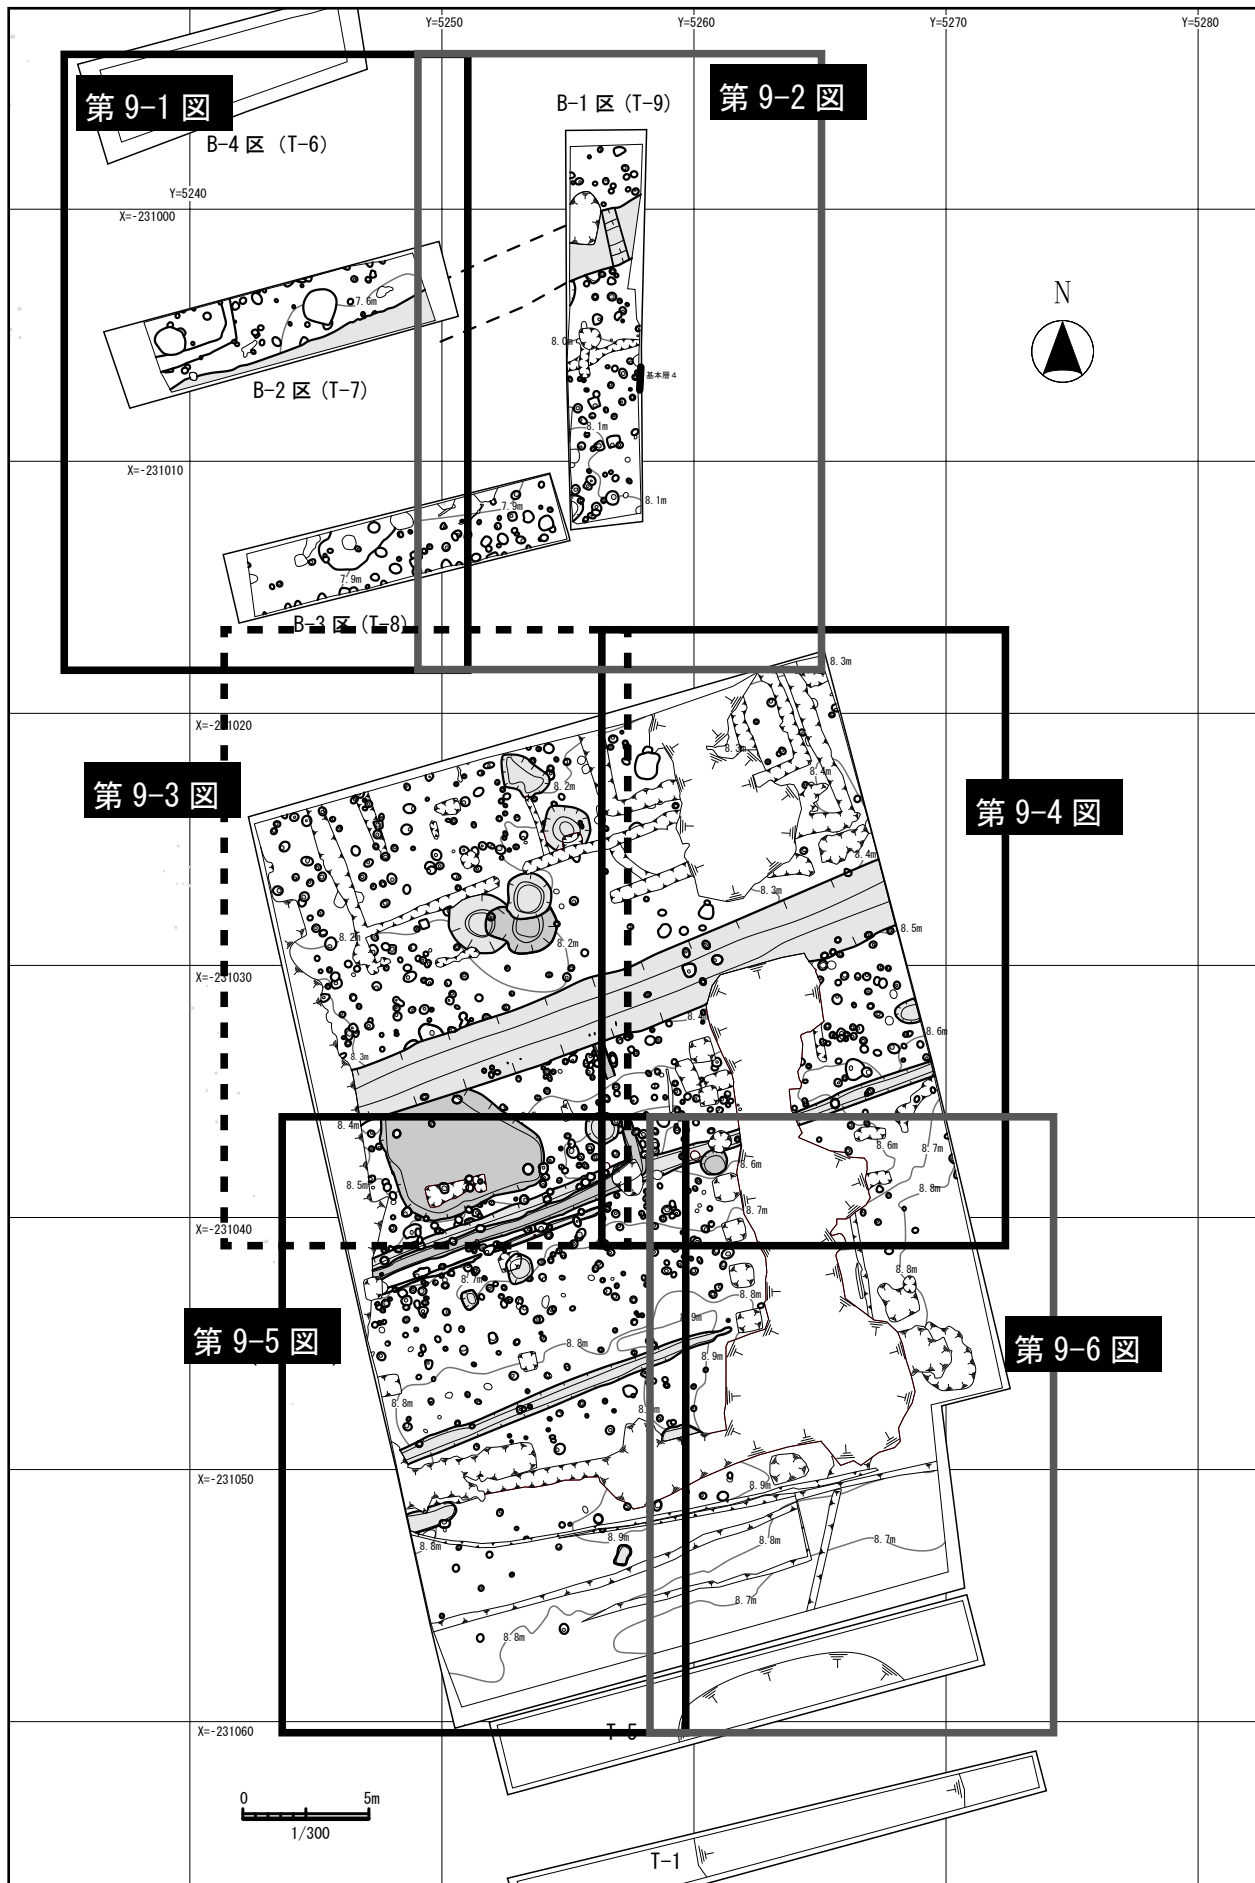 Y=5250
Y=5260
Y=5270
Y=5280
第 9-1 図
第 9-2 図
B-1 区 (T-9)
B-4 区 (T-6)
Y=5240
X=-231000
N
7.6m
8.0m
基本層 4
B-2 区 (T-7)
8.1m
X=-231010
8.1m
7.9m
7.9m
B-3 区 (T-8)
8.3m
X=-231020
8.3m
8.4m
8.2m
第 9-3 図
第 9-4 図
8.4m
8.3m
8.5m
8.2m
8.2m
X=-231030
8.4
8.6m
8.3m
8.4m
8.6m
8.7m
8.6m
8.5m
8.8m
8.7m
X=-231040
8.8m
8.7m
8.8m
9m
第 9-5 図
8.8m
8.9m
第 9-6 図
8.8m
X=-231050
8.9m
8.9m
8.8m
8.7m
8.8m
8.7m
8.8m
X=-231060
T-5
0 5m
1/300
T-1